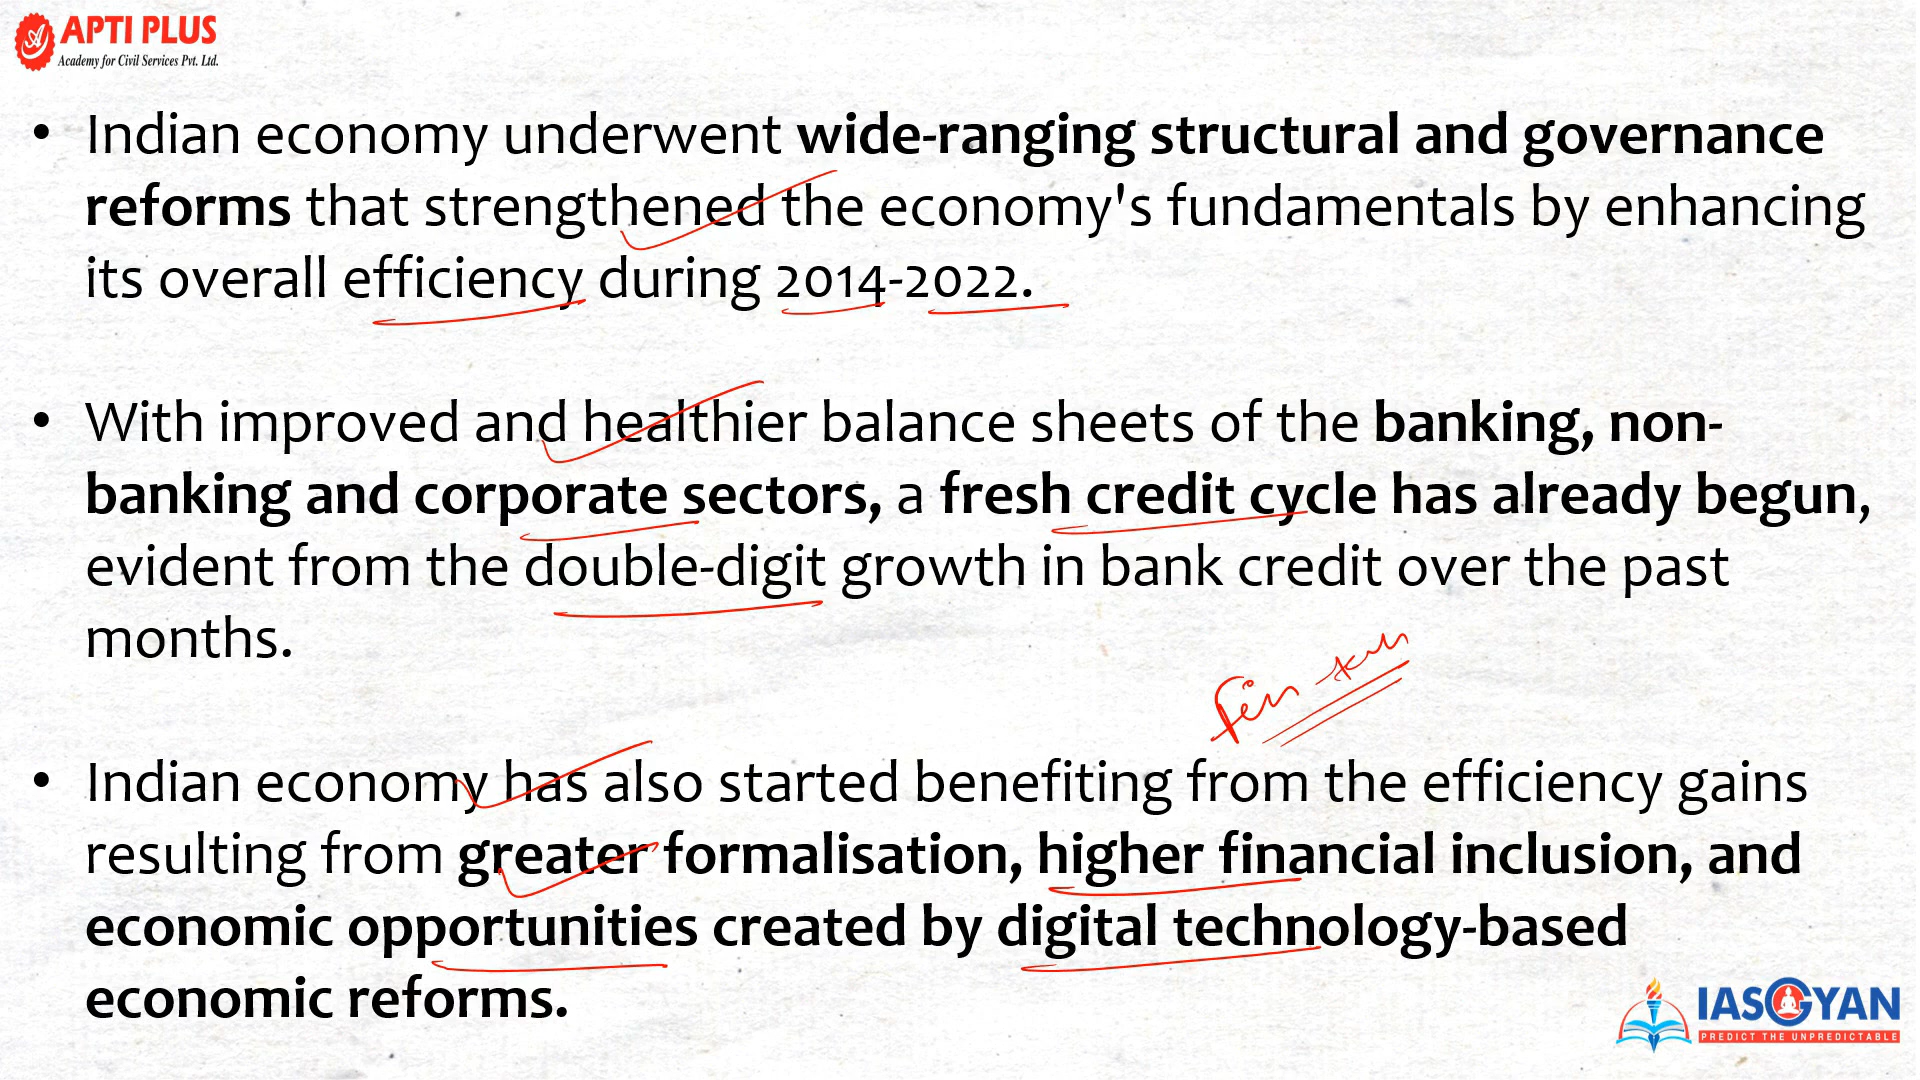 APTI PLUS
Academy for Civil Services Pvt. Ltd.
• Indian economy underwent wide-ranging structural and governance
reforms that strengthened the economy's fundamentals by enhancing
its overall efficiency during 2014-2022.
• With improved and healthier balance sheets of the banking, non-
banking and corporate sectors, a fresh credit cycle has already begun,
evident from the double-digit growth in bank credit over the past
months.
Fin
• Indian economy has also started benefiting from the efficiency gains
resulting from greater formalisation, higher financial inclusion, and
economic opportunities created by digital technology-based
economic reforms.
IASGYAN
PREDICT THE UNPREDICTABLE